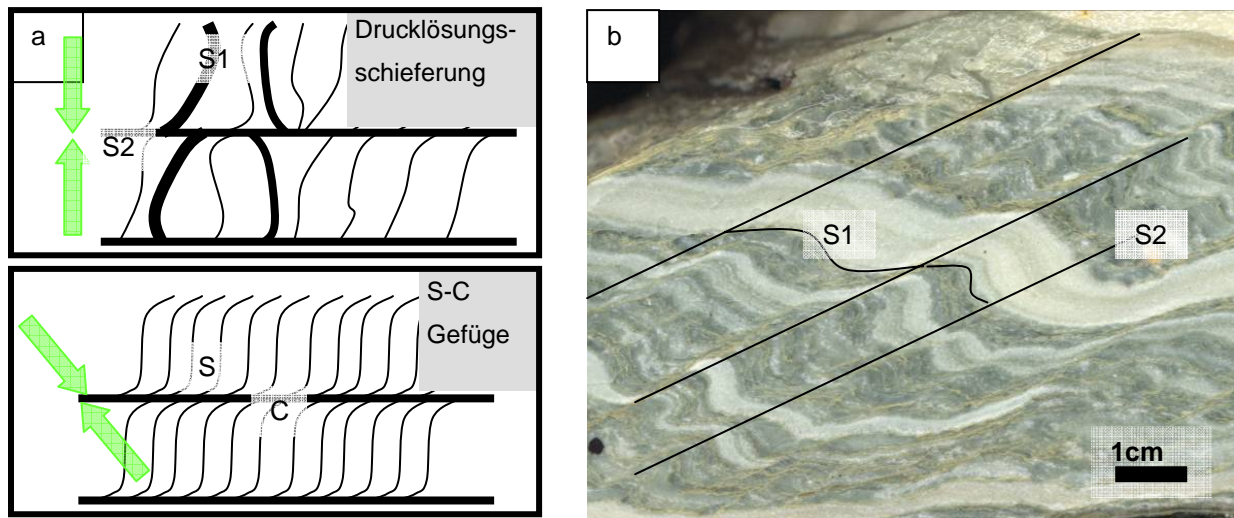 a
Drucklösungs-
schieferung
S1
S2
S-C
Gefüge
S
C
b
S1
S2
1cm